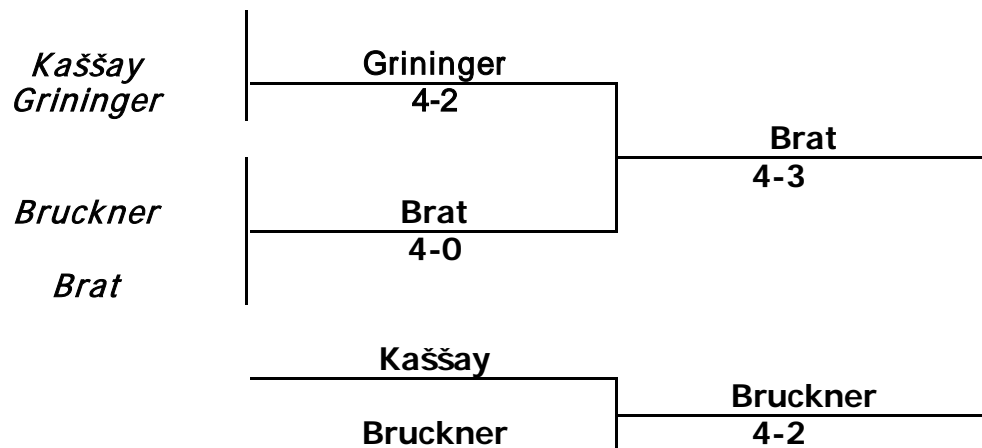 Kaššay
Grininger
Grininger
4-2
Brat
4-3
Bruckner
Brat
4-0
Brat
Kaššay
Bruckner
Bruckner
4-2